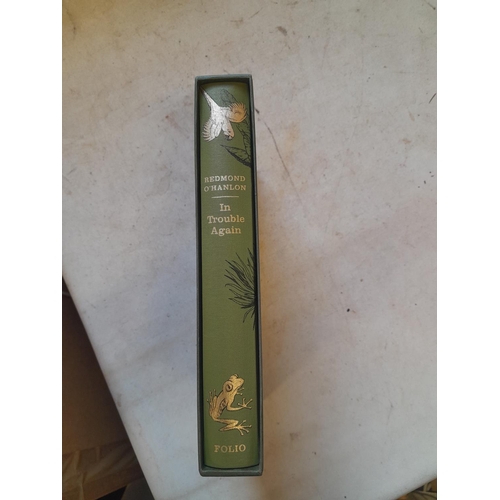 REDMOND
O'HANLON
In
Trouble
Again
FOLIO